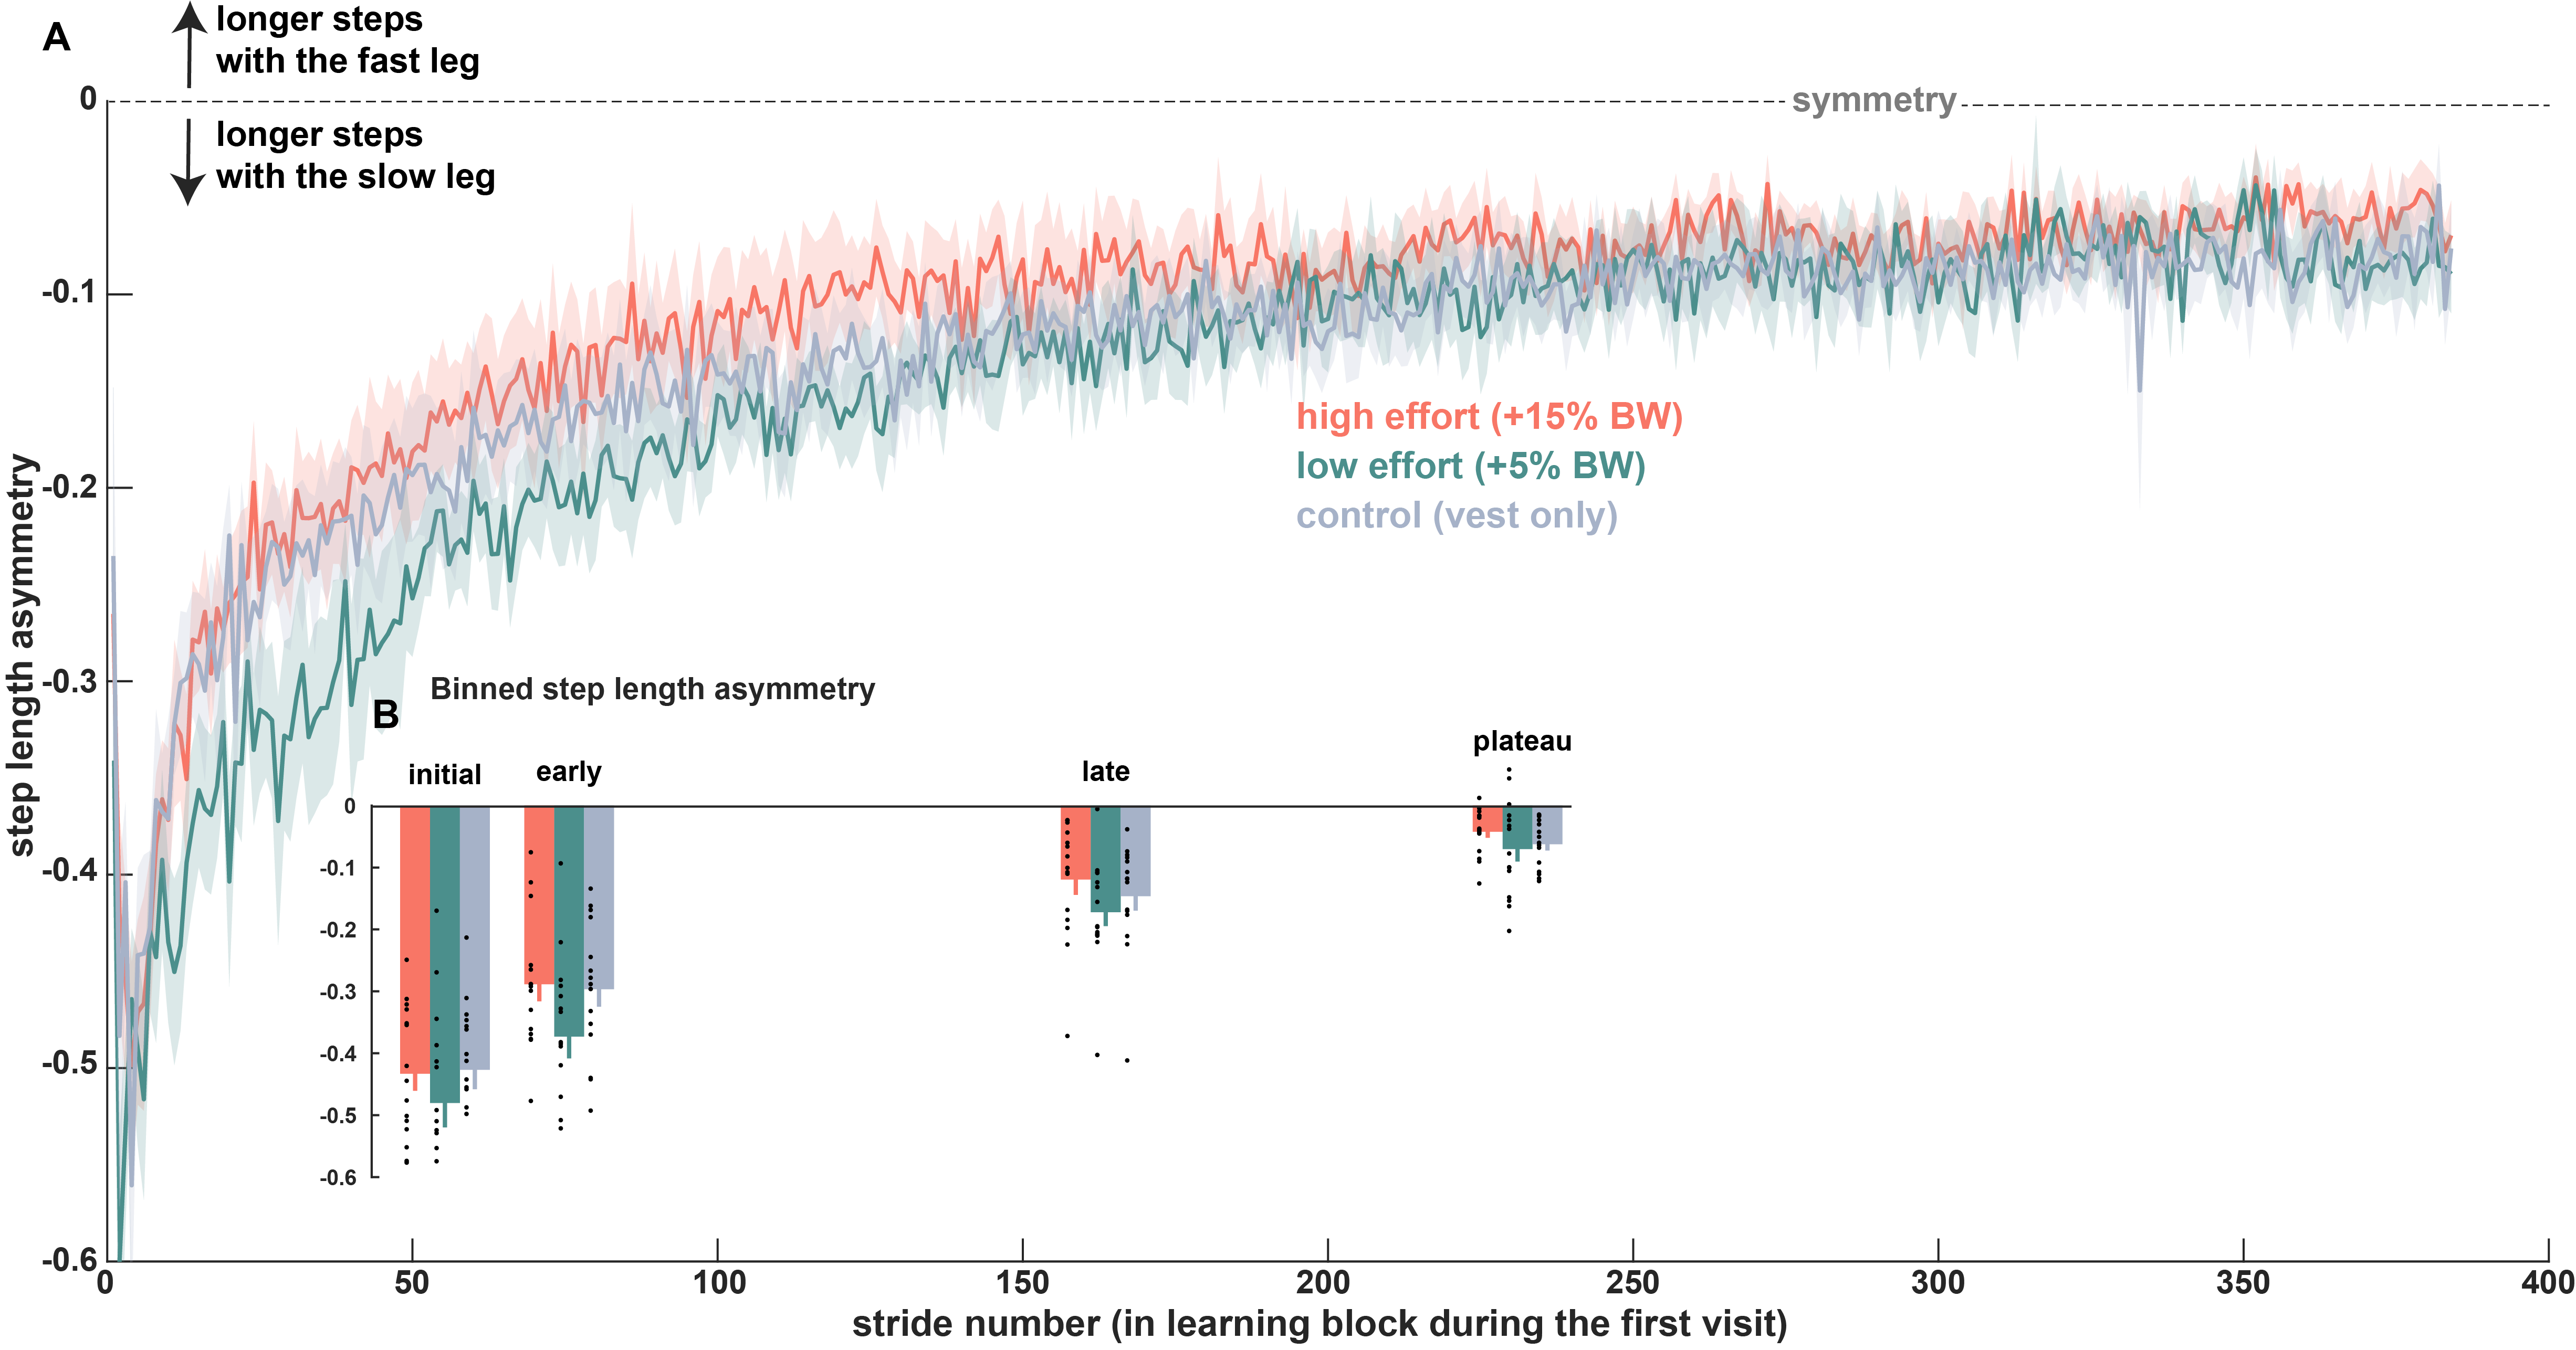 A
longer steps
with the fast leg
0
symmetry
longer steps
with the slow leg
-0.1
-0.2
-0.3
-0.4
-0.5
-0.6
step length asymmetry
high effort (+15% BW)
low effort (+5% BW)
control (vest only)
Binned step length asymmetry
B
initial
early
late
plateau
0
-0.1
-0.2
-0.3
-0.4
-0.5
-0.6
0
50
100
150
200
250
300
350
400
stride number (in learning block during the first visit)